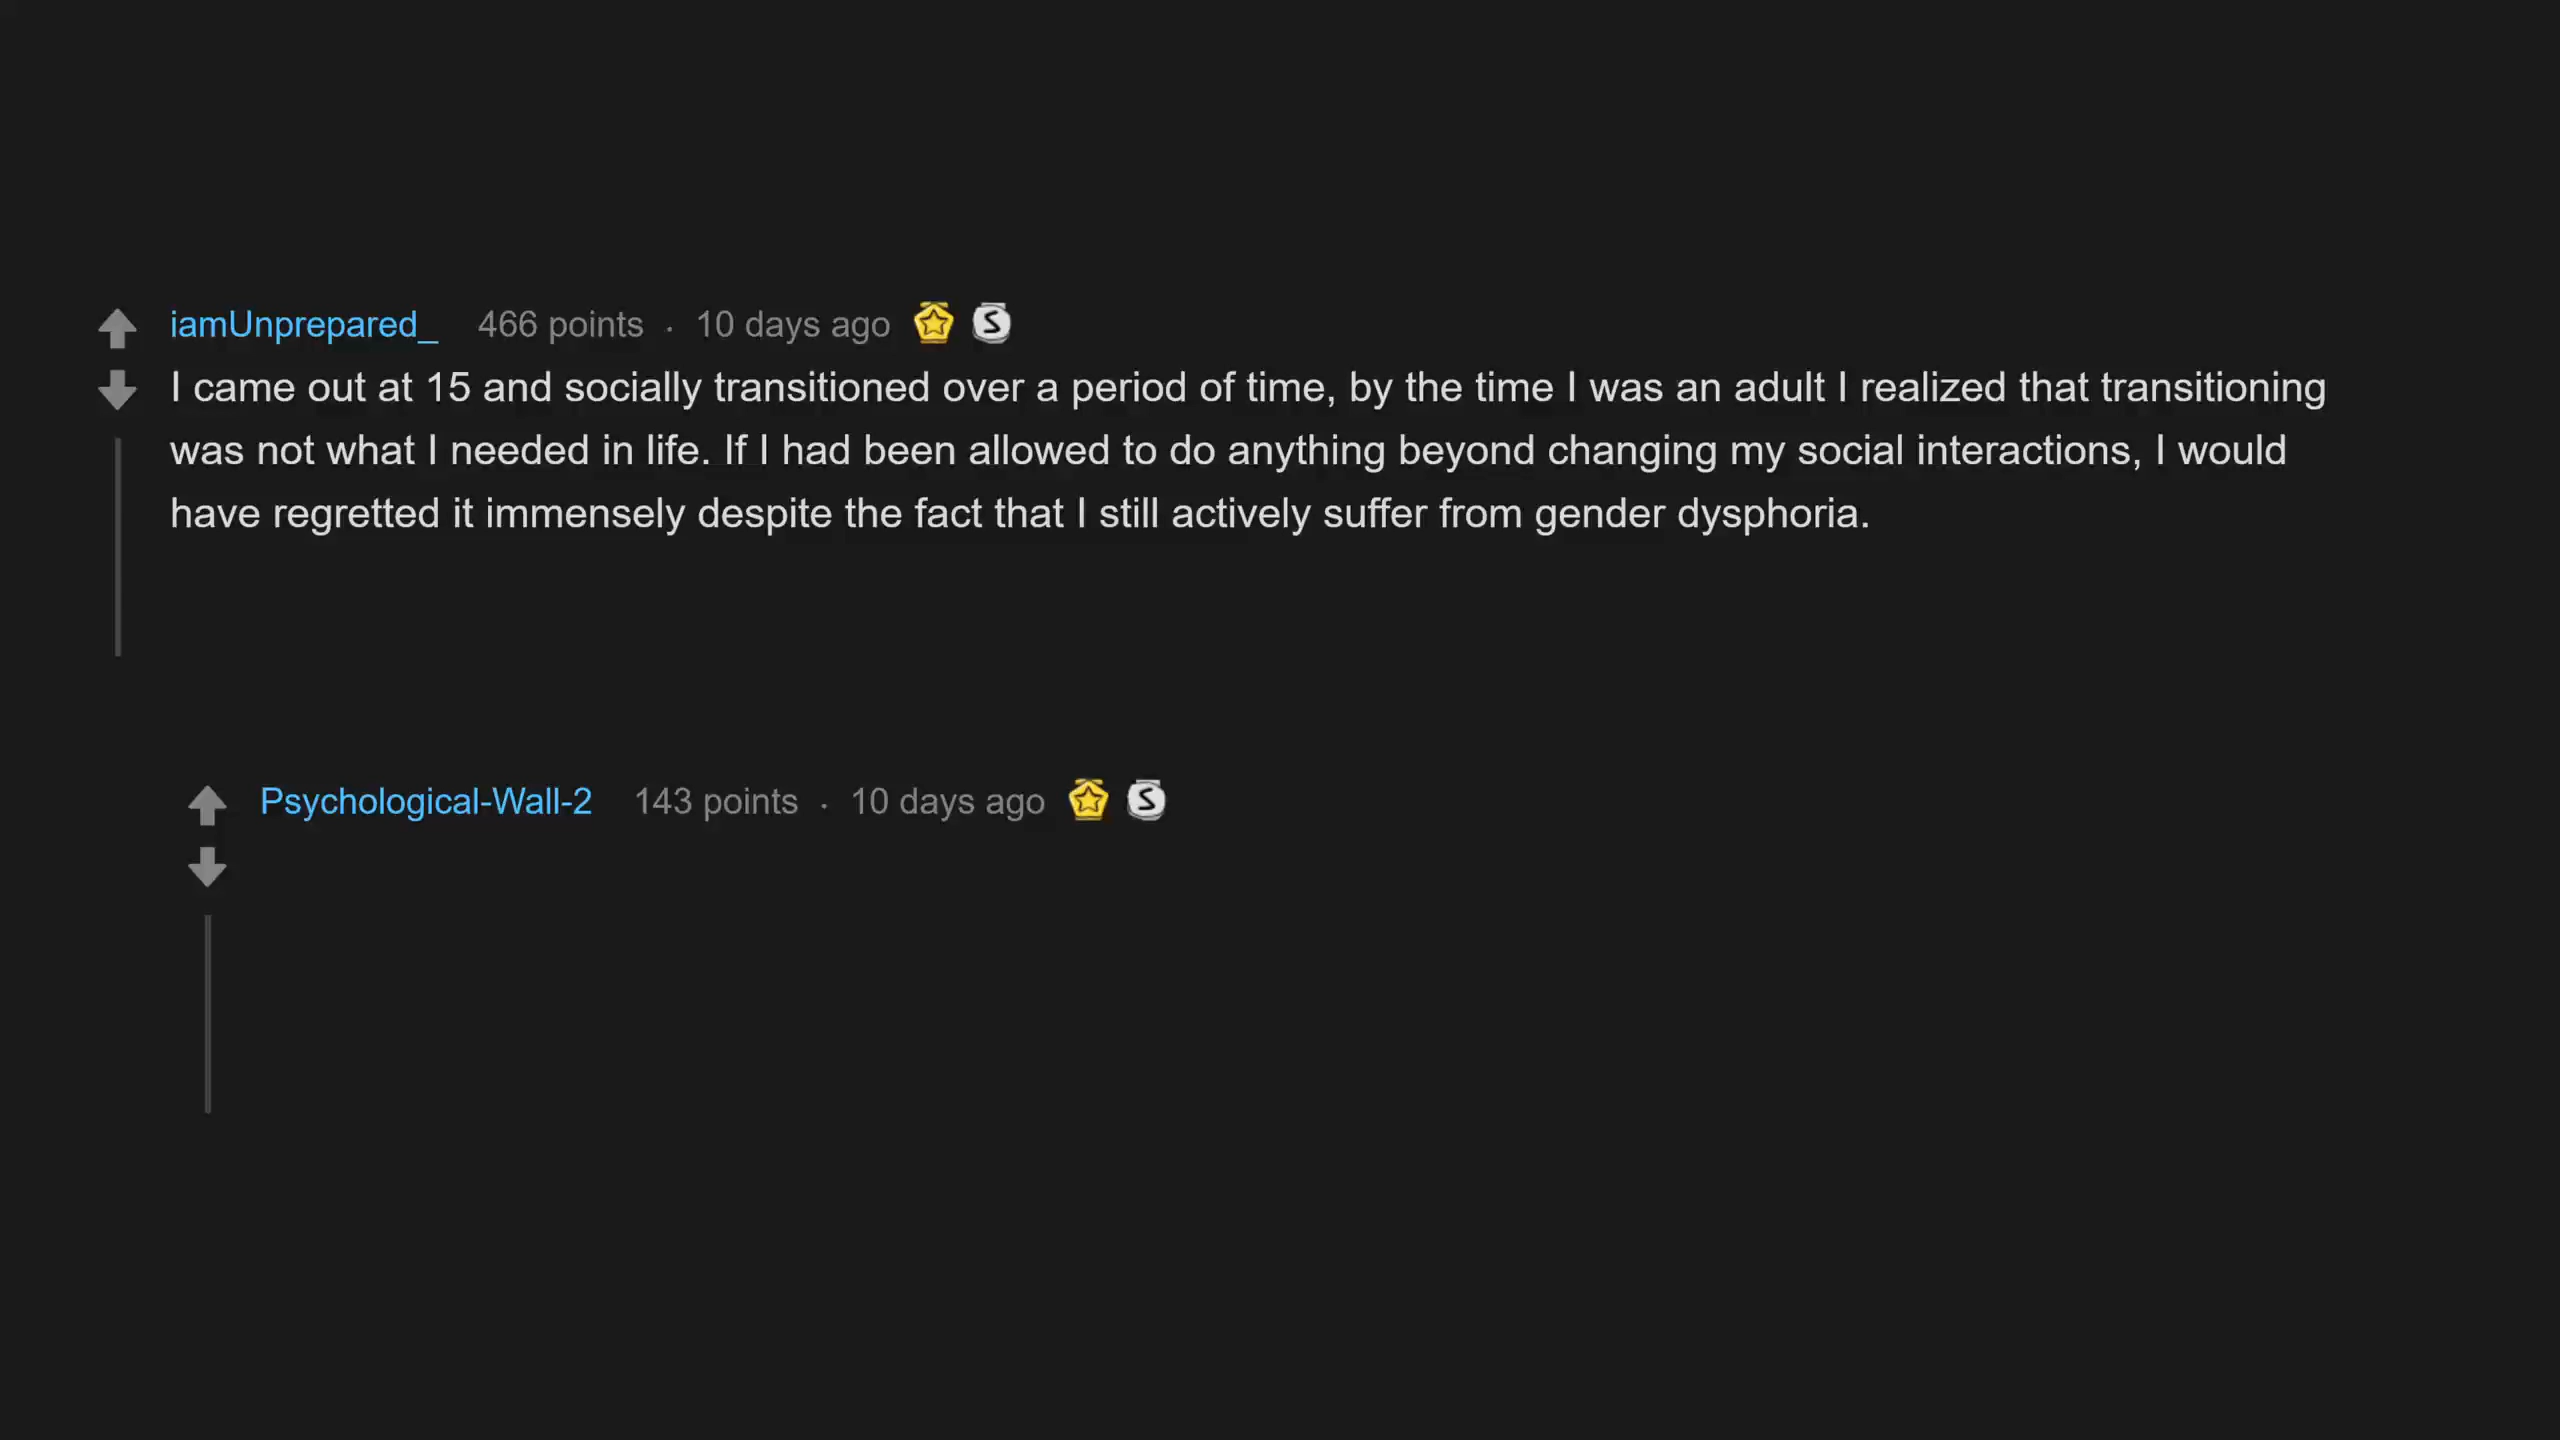 iamUnprepared_ 466 points · 10 days ago
I came out at 15 and socially transitioned over a period of time, by the time I was an adult I realized that transitioning
was not what I needed in life. If I had been allowed to do anything beyond changing my social interactions, I would
have regretted it immensely despite the fact that I still actively suffer from gender dysphoria.
Psychological-Wall-2 143 points · 10 days ago